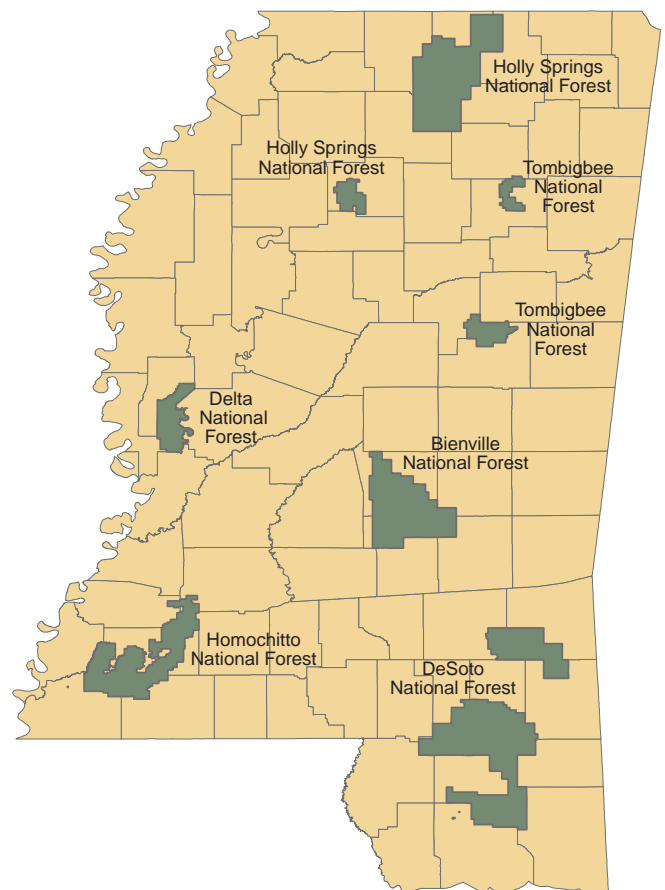 Holly Springs
National Forest
Holly Springs
National Forest
Tombigbee
National
Forest
Tombigbee
National
Forest
Delta
National
Forest
Bienville
National Forest
Homochitto
National Forest
DeSoto
National Forest